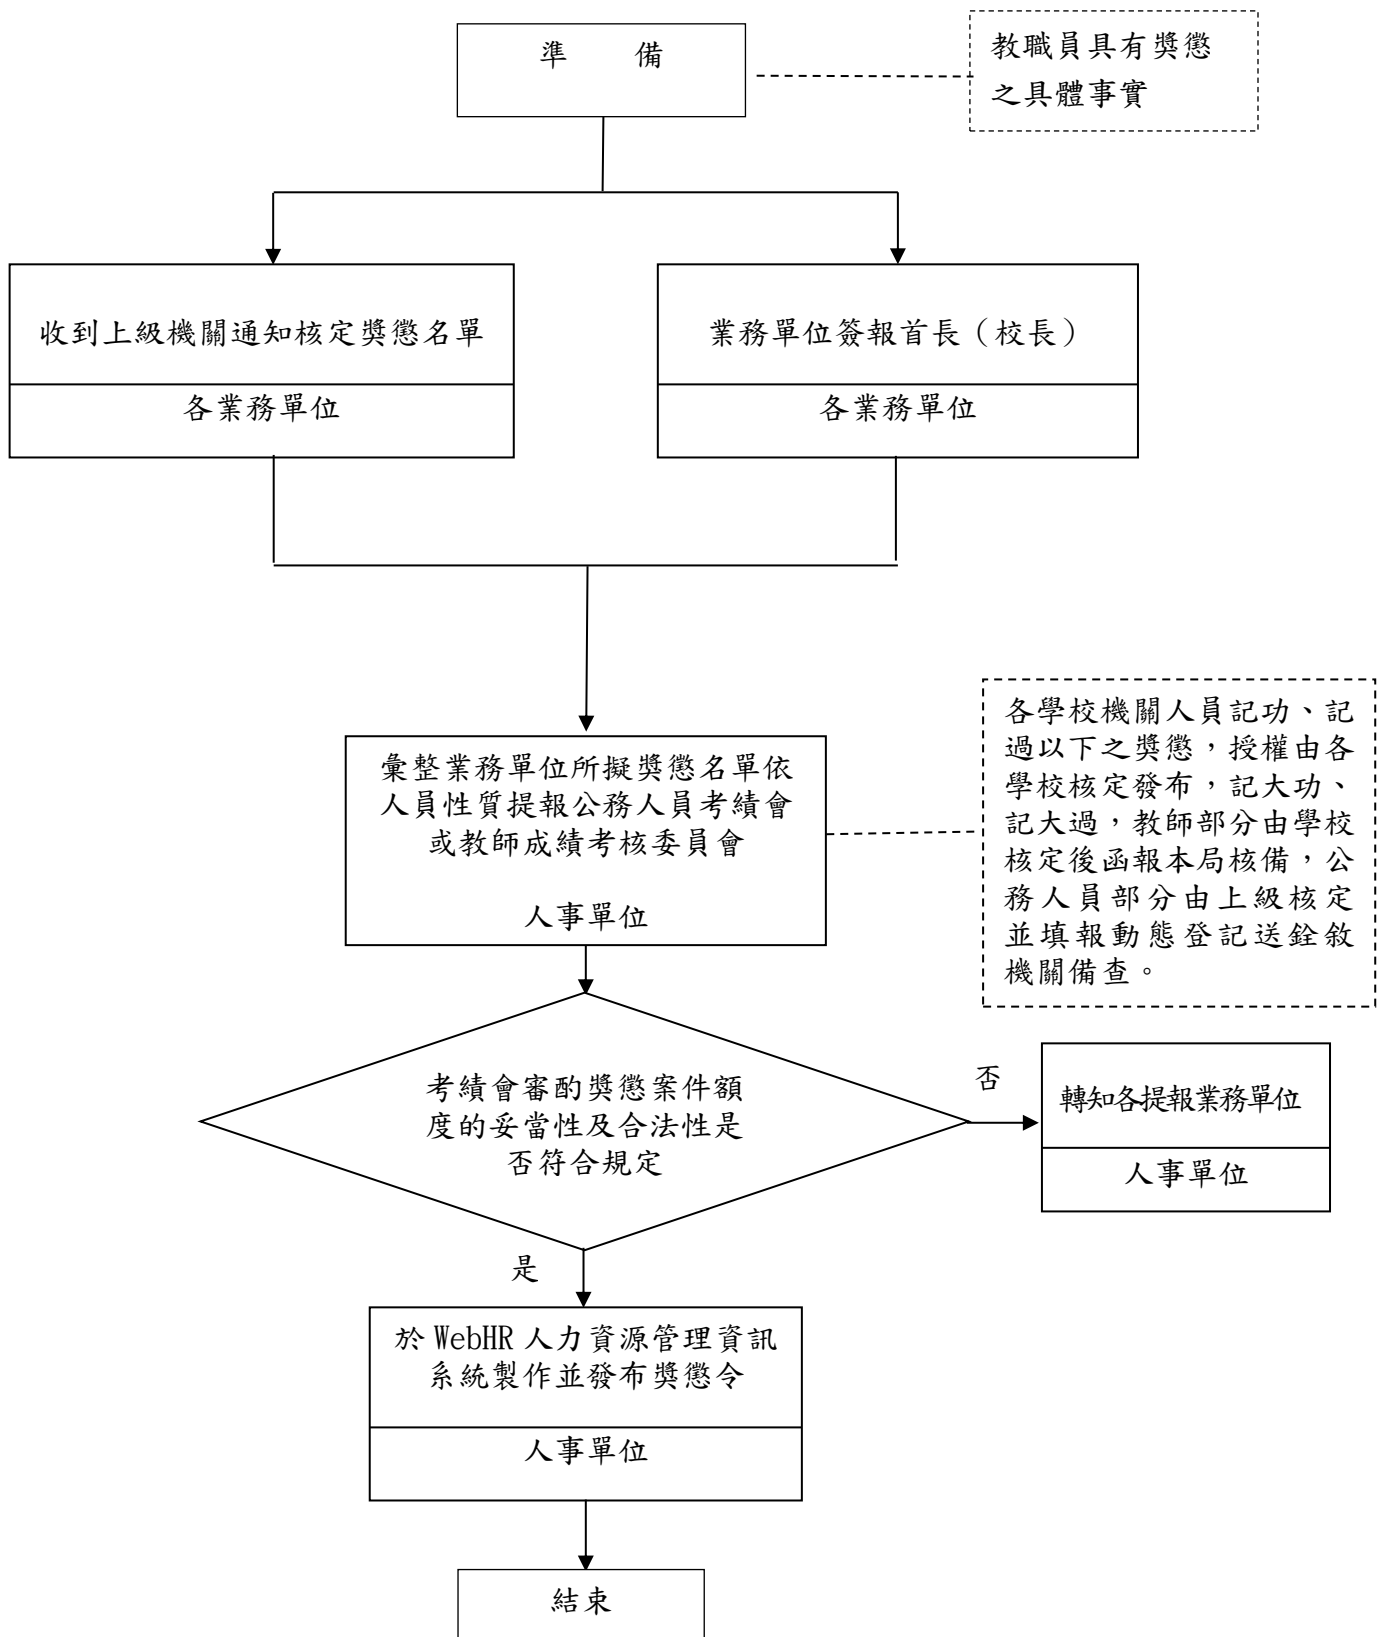 準　　備
教職員具有獎懲
之具體事實
收到上級機關通知核定獎懲名單
各業務單位
業務單位簽報首長（校長）
各業務單位
彙整業務單位所擬獎懲名單依
人員性質提報公務人員考績會
或教師成績考核委員會
人事單位
各學校機關人員記功、記
過以下之獎懲，授權由各
學校核定發布，記大功、
記大過，教師部分由學校
核定後函報本局核備，公
務人員部分由上級核定
並填報動態登記送銓敘
機關備查。
考績會審酌獎懲案件額
度的妥當性及合法性是
否符合規定
否
轉知各提報業務單位
人事單位
是
於 WebHR 人力資源管理資訊
系統製作並發布獎懲令
人事單位
結束